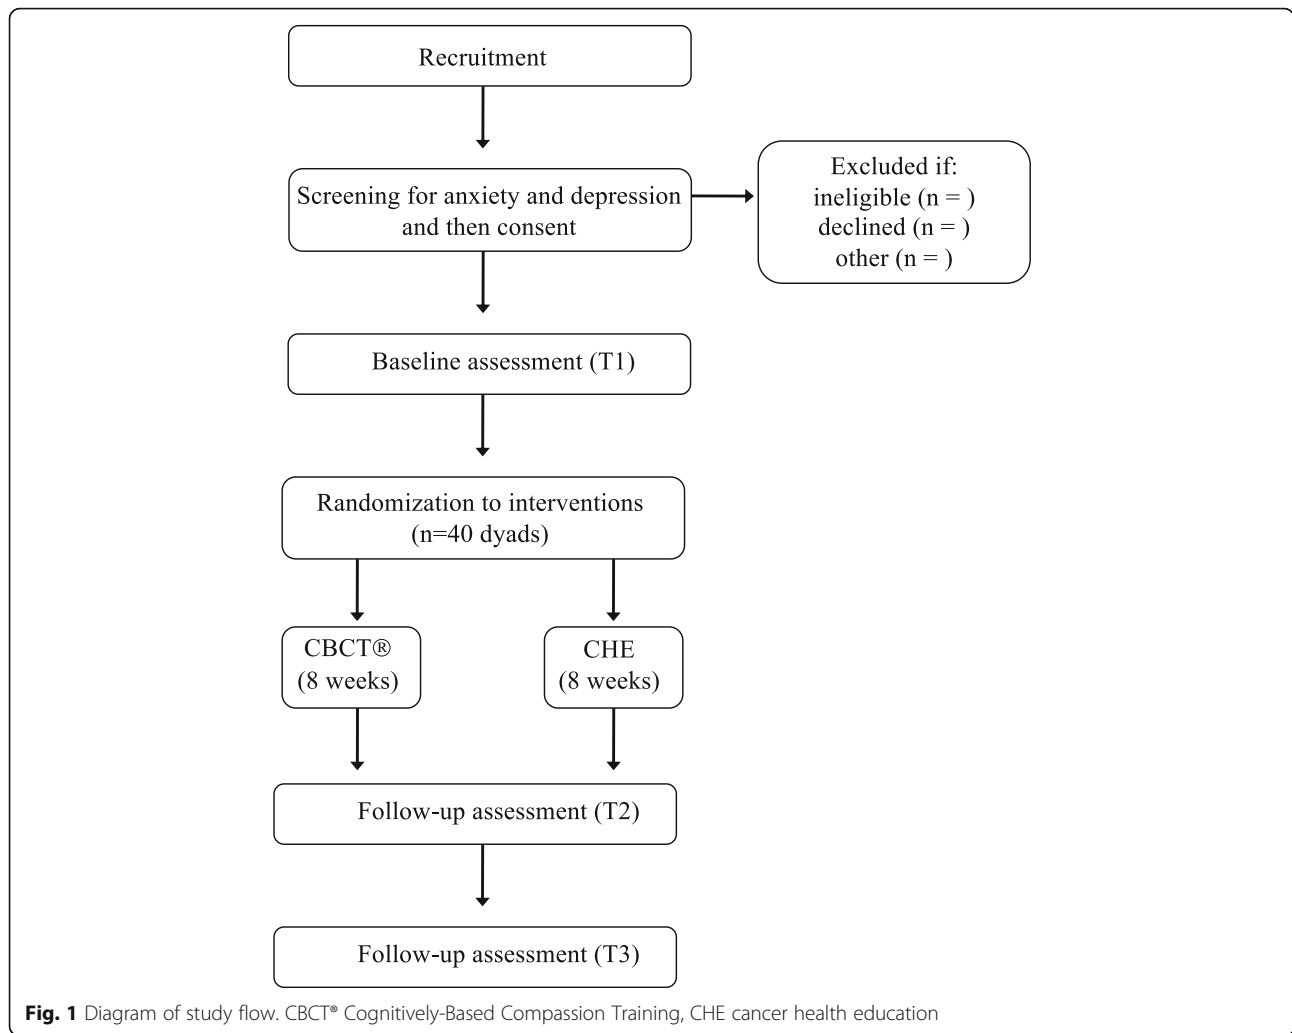 Recruitment
Screening for anxiety and depression
and then consent
Excluded if:
ineligible (n = )
declined (n = )
other (n = )
Baseline assessment (T1)
Randomization to interventions
(n=40 dyads)
CBCT®
(8 weeks)
CHE
(8 weeks)
Follow-up assessment (T2)
Follow-up assessment (T3)
Fig. 1 Diagram of study flow. CBCT® Cognitively-Based Compassion Training, CHE cancer health education